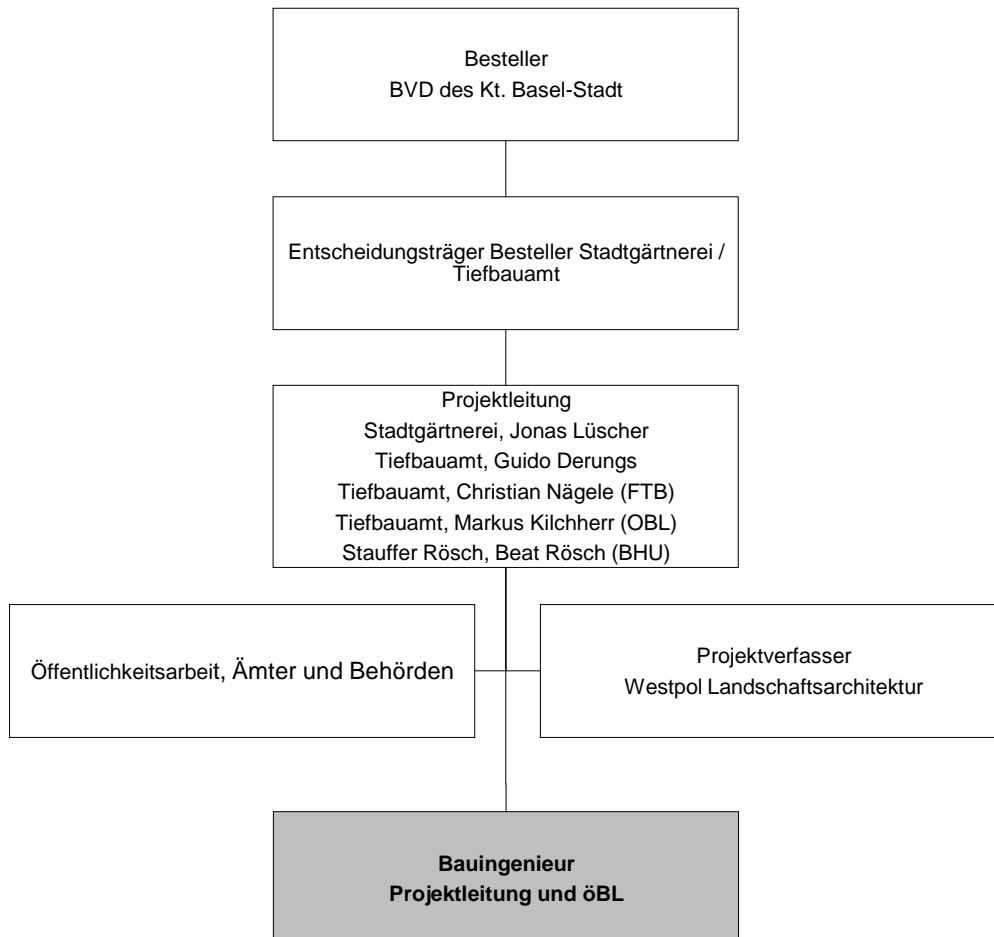 Besteller
BVD des Kt. Basel-Stadt
Entscheidungsträger Besteller Stadtgärtnerei /
Tiefbauamt
Projektleitung
Stadtgärtnerei, Jonas Lüscher
Tiefbauamt, Guido Derungs
Tiefbauamt, Christian Nägele (FTB)
Tiefbauamt, Markus Kilchherr (OBL)
Stauffer Rösch, Beat Rösch (BHU)
Öffentlichkeitsarbeit, Ämter und Behörden
Projektverfasser
Westpol Landschaftsarchitektur
Bauingenieur
Projektleitung und öBL